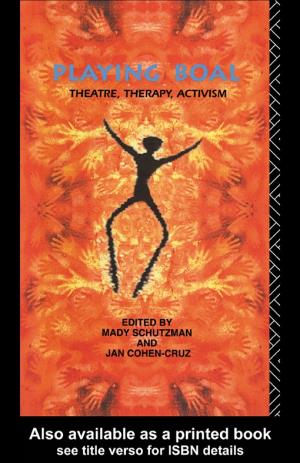 PLAYING BOAL
THEATRE, THERAPY, ACTIVISM
EDITED BY
MADY SCHUTZMAN
AND
JAN COHEN-CRUZ
Also available as a printed book
see title verso for ISBN details